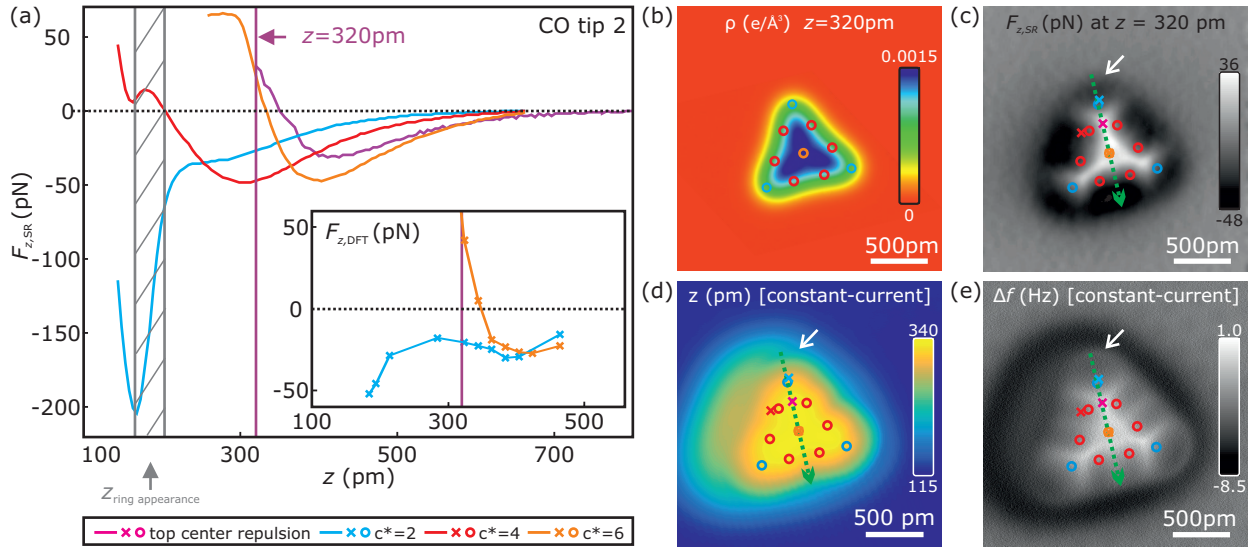 (a)
CO tip 2
z=320pm
50
0
-50
-100
-150
-200
F_z,SR (pN)
F_z,DFT (pN)
50
0
-50
100
300
500
100
300
500
700
z (pm)
z_ring appearance
top center repulsion c*=2 c*=4 c*=6
(b)
ρ (e/Å³) z=320pm
0.0015
0
500pm
(c)
F_z,SR (pN) at z = 320 pm
36
-48
500pm
(d)
z (pm) [constant-current]
340
115
500 pm
(e)
Δf (Hz) [constant-current]
1.0
-8.5
500pm